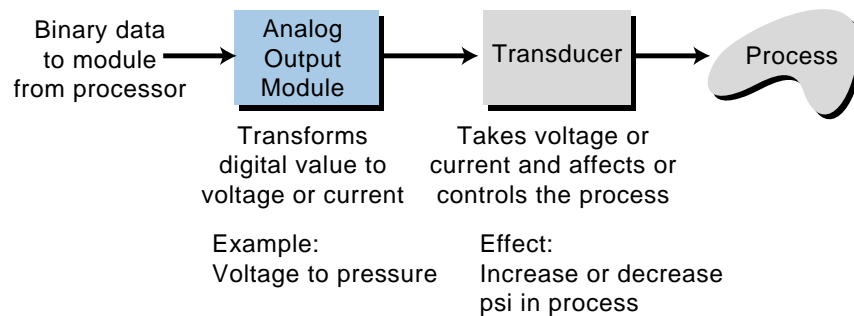 Binary data
to module
from processor
Analog
Output
Module
Transducer
Process
Transforms
digital value to
voltage or current
Takes voltage or
current and affects or
controls the process
Example:
Voltage to pressure
Effect:
Increase or decrease
psi in process